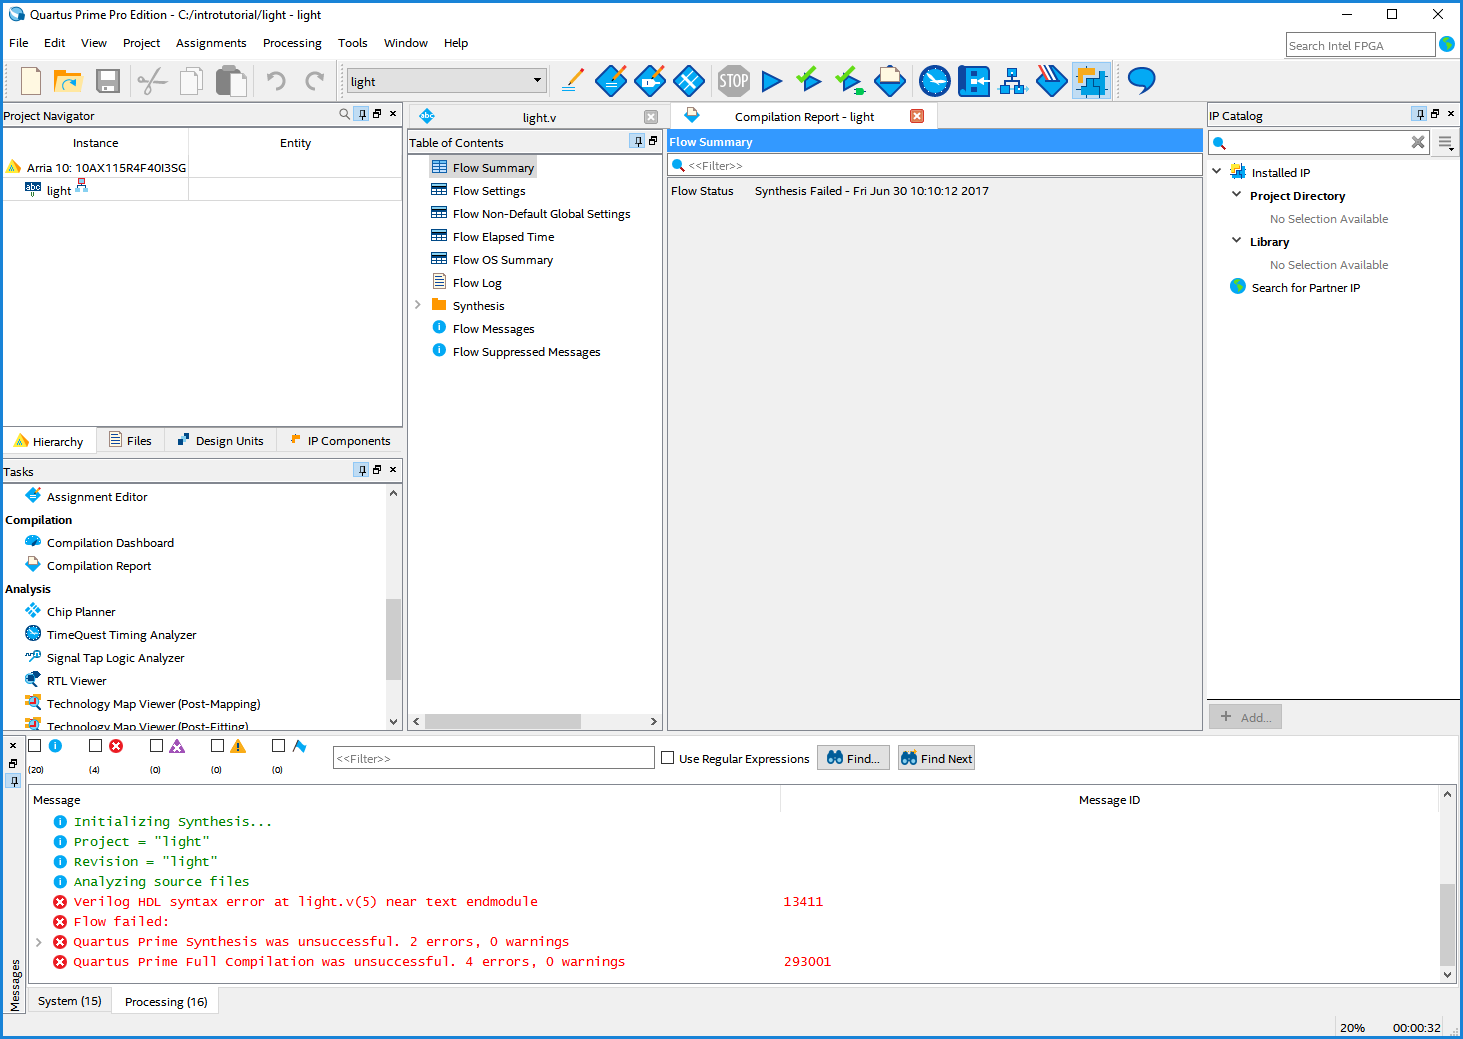 Quartus Prime Pro Edition - C:/introtutorial/light - light
File Edit View Project Assignments Processing Tools Window Help
Search Intel FPGA
light
STOP
Project Navigator
Instance Entity
Arria 10: 10AX115R4F40I3SG
abc light
Hierarchy Files Design Units IP Components
Tasks
Assignment Editor
Compilation
Compilation Dashboard
Compilation Report
Analysis
Chip Planner
TimeQuest Timing Analyzer
Signal Tap Logic Analyzer
RTL Viewer
Technology Map Viewer (Post-Mapping)
Technology Map Viewer (Post-Fitting)
abc light.v
Compilation Report - light
Table of Contents
Flow Summary
Flow Settings
Flow Non-Default Global Settings
Flow Elapsed Time
Flow OS Summary
Flow Log
Synthesis
Flow Messages
Flow Suppressed Messages
Flow Summary
<<Filter>>
Flow Status Synthesis Failed - Fri Jun 30 10:10:12 2017
IP Catalog
Installed IP
Project Directory
No Selection Available
Library
No Selection Available
Search for Partner IP
+ Add...
(20) (4) (0) (0) (0)
<<Filter>>
Use Regular Expressions
Find...
Find Next
Message Message ID
Initializing Synthesis...
Project = "light"
Revision = "light"
Analyzing source files
Verilog HDL syntax error at light.v(5) near text endmodule 13411
Flow failed:
Quartus Prime Synthesis was unsuccessful. 2 errors, 0 warnings
Quartus Prime Full Compilation was unsuccessful. 4 errors, 0 warnings 293001
Messages
System (15) Processing (16)
20% 00:00:32